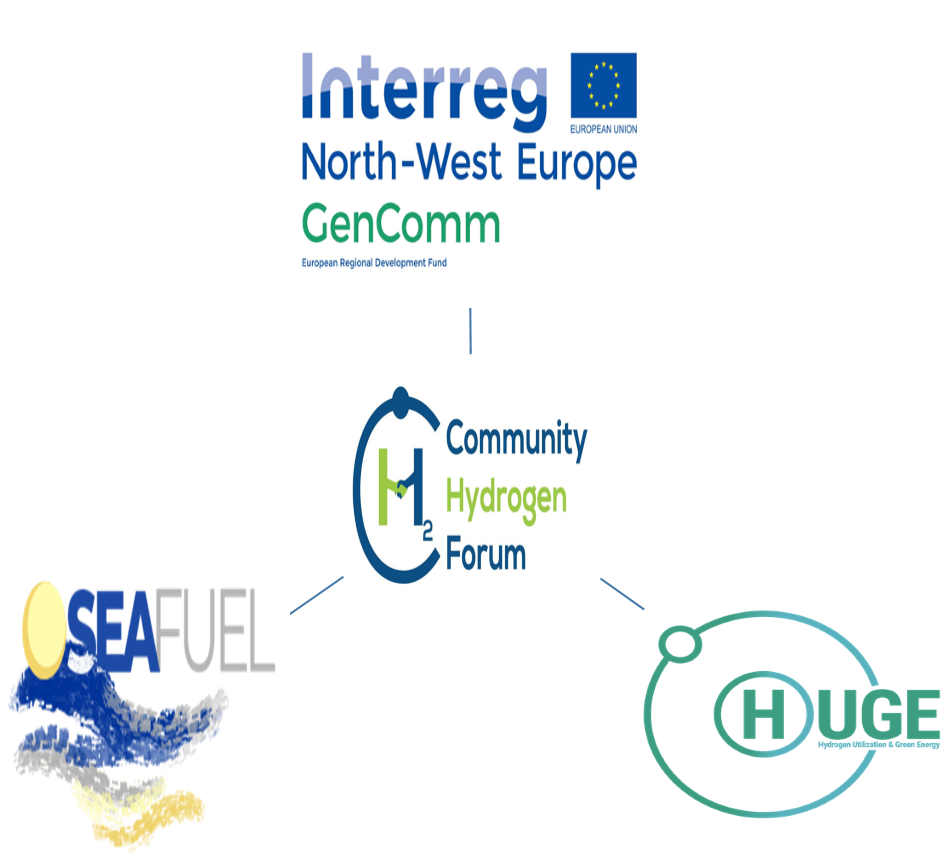 Interreg
EUROPEAN UNION
North-West Europe
GenComm
European Regional Development Fund
H2
Community
Hydrogen
Forum
SEAFUEL
HUGE
Hydrogen Utilization & Green Energy